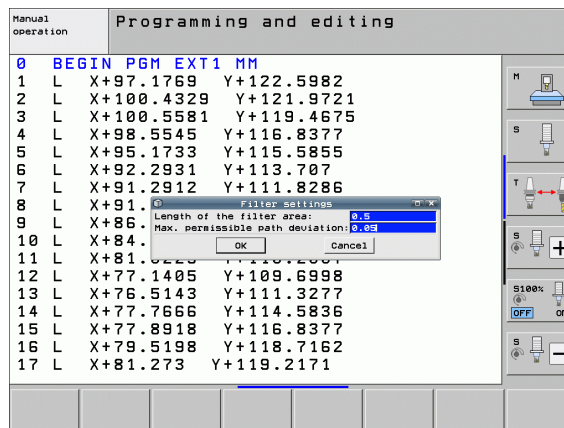 Manual operation
Programming and editing
0 BEGIN PGM EXT1 MM
1 L X+97.1769 Y+122.5982
2 L X+100.4329 Y+121.9721
3 L X+100.5581 Y+119.4675
4 L X+98.5545 Y+116.8377
5 L X+95.1733 Y+115.5855
6 L X+92.2931 Y+113.707
7 L X+91.2912 Y+111.8286
8 L X+91.
9 L X+86.
10 L X+84.
11 L X+81.
12 L X+77.1405 Y+109.6998
13 L X+76.5143 Y+111.3277
14 L X+77.7666 Y+114.5836
15 L X+77.8918 Y+116.8377
16 L X+79.5198 Y+118.7162
17 L X+81.273 Y+119.2171
Filter settings
Length of the filter area: 0.5
Max. permissible path deviation: 0.05
OK Cancel
M
S
T
S
S100%
OFF
S